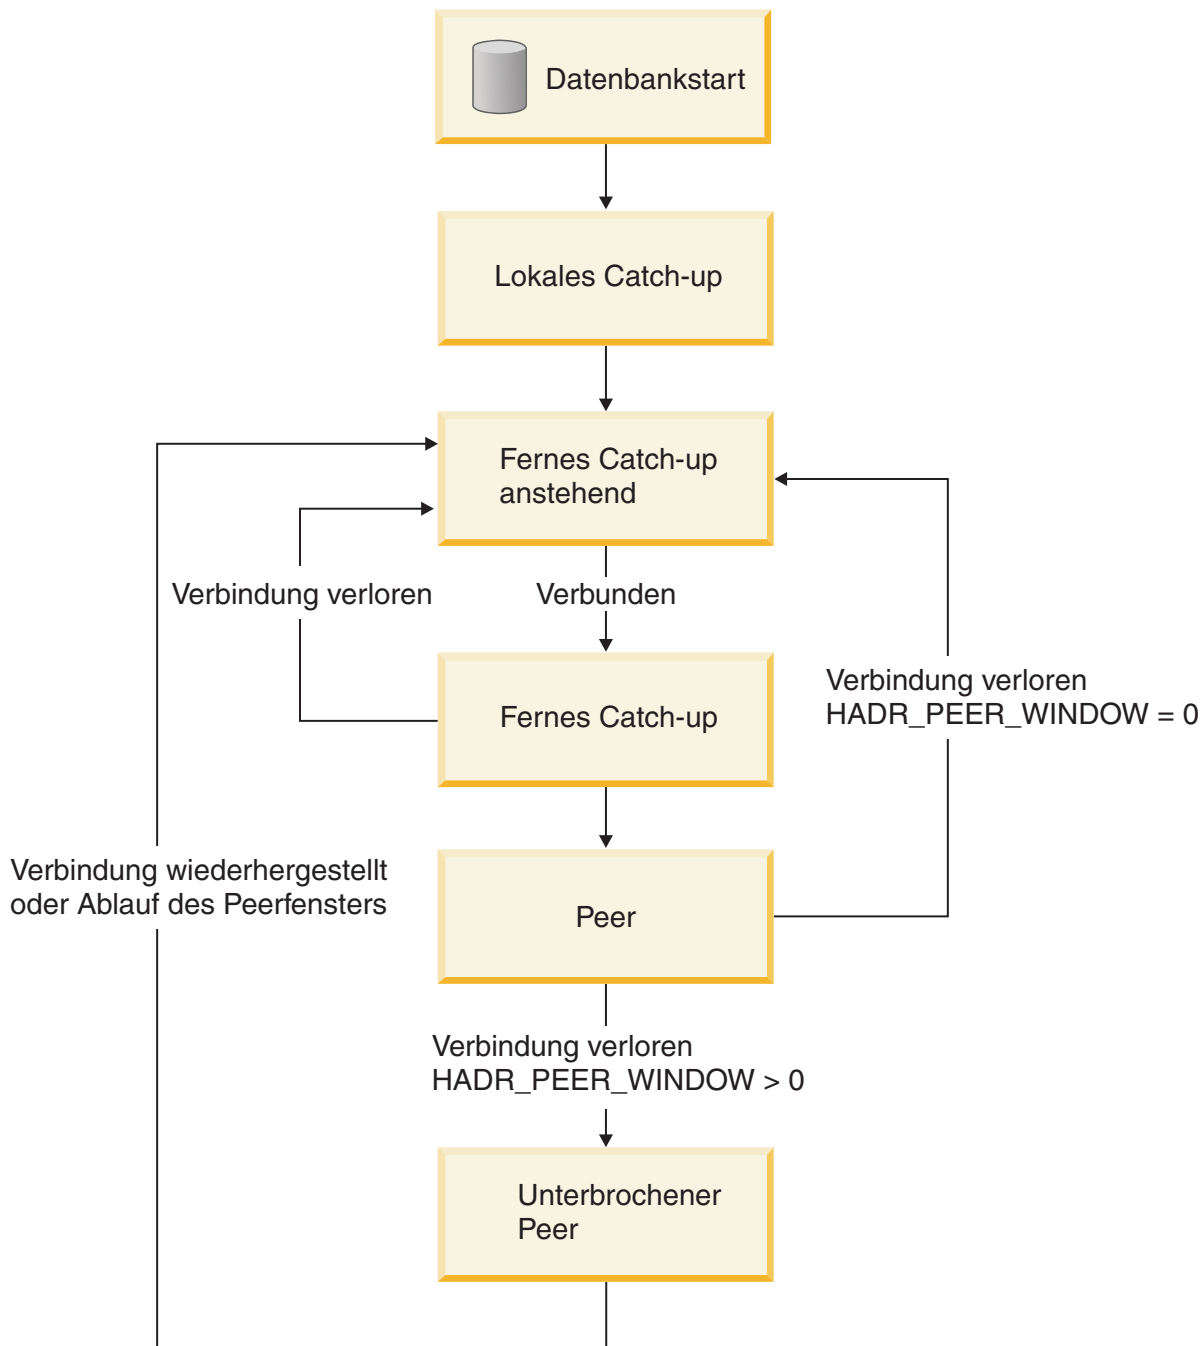 Datenbankstart
Lokales Catch-up
Fernes Catch-up
anstehend
Verbindung verloren
Verbunden
Fernes Catch-up
Verbindung verloren
HADR_PEER_WINDOW = 0
Verbindung wiederhergestellt
oder Ablauf des Peerfensters
Peer
Verbindung verloren
HADR_PEER_WINDOW > 0
Unterbrochener
Peer